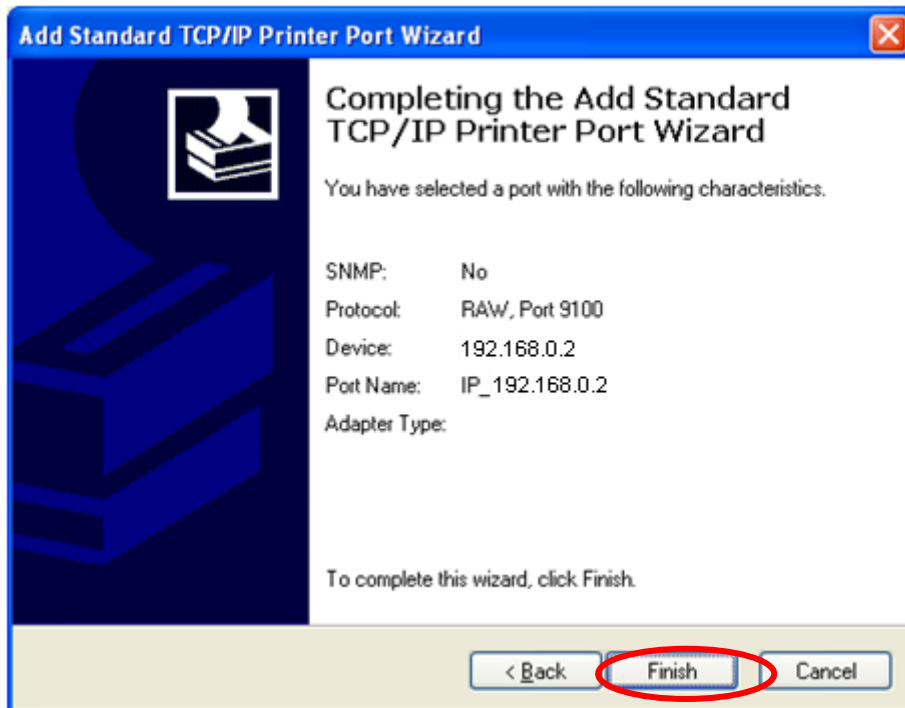 Add Standard TCP/IP Printer Port Wizard
Completing the Add Standard
TCP/IP Printer Port Wizard
You have selected a port with the following characteristics.
SNMP: No
Protocol: RAW, Port 9100
Device: 192.168.0.2
Port Name: IP_192.168.0.2
Adapter Type:
To complete this wizard, click Finish.
< Back Finish Cancel